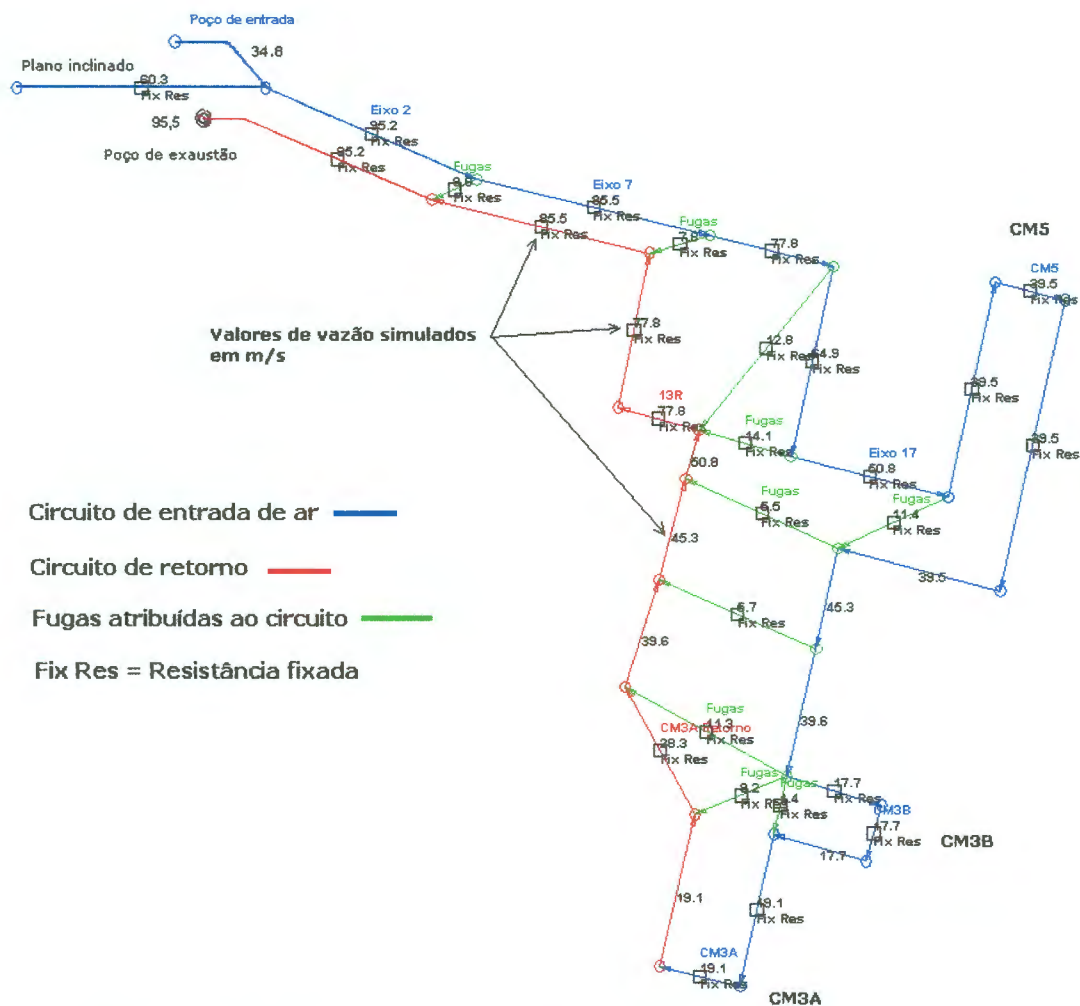 Poço de entrada
34.8
Plano inclinado
60.3
Fix Res
95,5
Poço de exaustão
Eixo 2
95.2
Fix Res
95.2
Fix Res
Fugas
Fix Res
Eixo 7
85.5
Fix Res
85.5
Fix Res
Fugas
7.8
Fix Res
77.8
Fix Res
CM5
CM5
39.5
Fix Res
Valores de vazão simulados
em m/s
77.8
Fix Res
12.8
Fix Res
64.9
Fix Res
39.5
Fix Res
39.5
Fix Res
13R
77.8
Fix Res
Fugas
14.1
Fix Res
50.8
Eixo 17
50.8
Fix Res
Fugas
5.5
Fix Res
Fugas
11.4
Fix Res
Circuito de entrada de ar
45.3
39.5
Circuito de retorno
45.3
Fugas atribuídas ao circuito
5.7
Fix Res
39.6
Fix Res = Resistância fixada
Fugas
11.3
Fix Res
CM3A Retorno
28.3
Fix Res
39.6
Fugas
9.2
Fix Res
Fugas
1.4
Fix Res
17.7
Fix Res
CM3B
17.7
Fix Res
CM3B
17.7
19.1
19.1
Fix Res
CM3A
19.1
Fix Res
CM3A